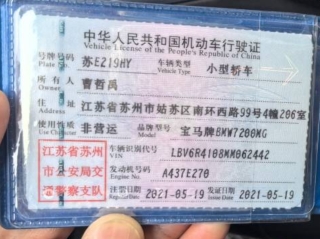 中华人民共和国机动车行驶证
Vehicle License of the People's Republic of China
号牌号码 Plate No. 苏E219HY 车辆类型 Vehicle Type 小型轿车
所有人 Owner 曹哲禹
住址 Address 江苏省苏州市姑苏区南环西路99号4幢206室
使用性质 Use Character 非营运 品牌型号 Model 宝马牌BMW7200MG
江苏省苏州
市公安局交
通警察支队
车辆识别代号 VIN LBV6R4108MM062442
发动机号码 Engine No. A437E270
注册日期 Register Date 2021-05-19 发证日期 Issue Date 2021-05-19